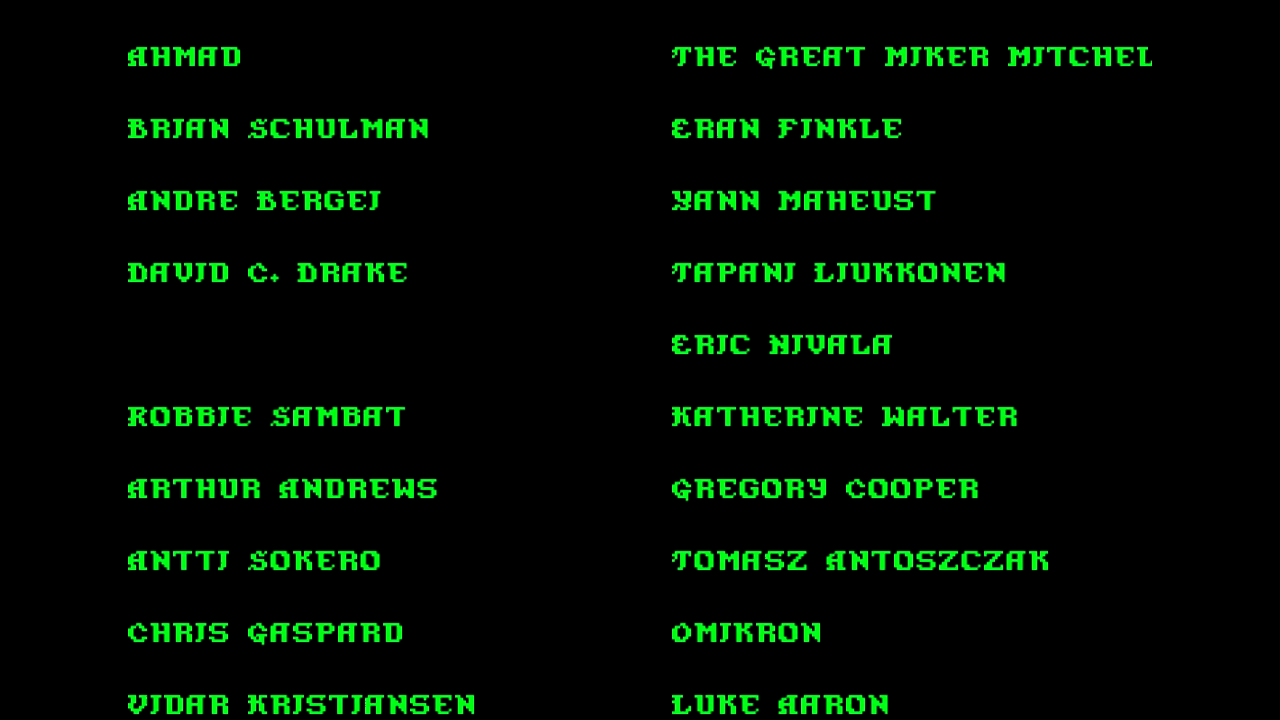 AHMAD
THE GREAT MIKER MITCHEL
BRIAN SCHULMAN
ERAN FINKLE
ANDRE BERGEI
YANN MAHEUST
DAVID C. DRAKE
TAPANI LIUKKONEN
ERIC NIVALA
ROBBIE SAMBAT
KATHERINE WALTER
ARTHUR ANDREWS
GREGORY COOPER
ANTTI SOKERO
TOMASZ ANTOSZCZAK
CHRIS GASPARD
OMIKRON
VIDAR KRISTIANSEN
LUKE AARON